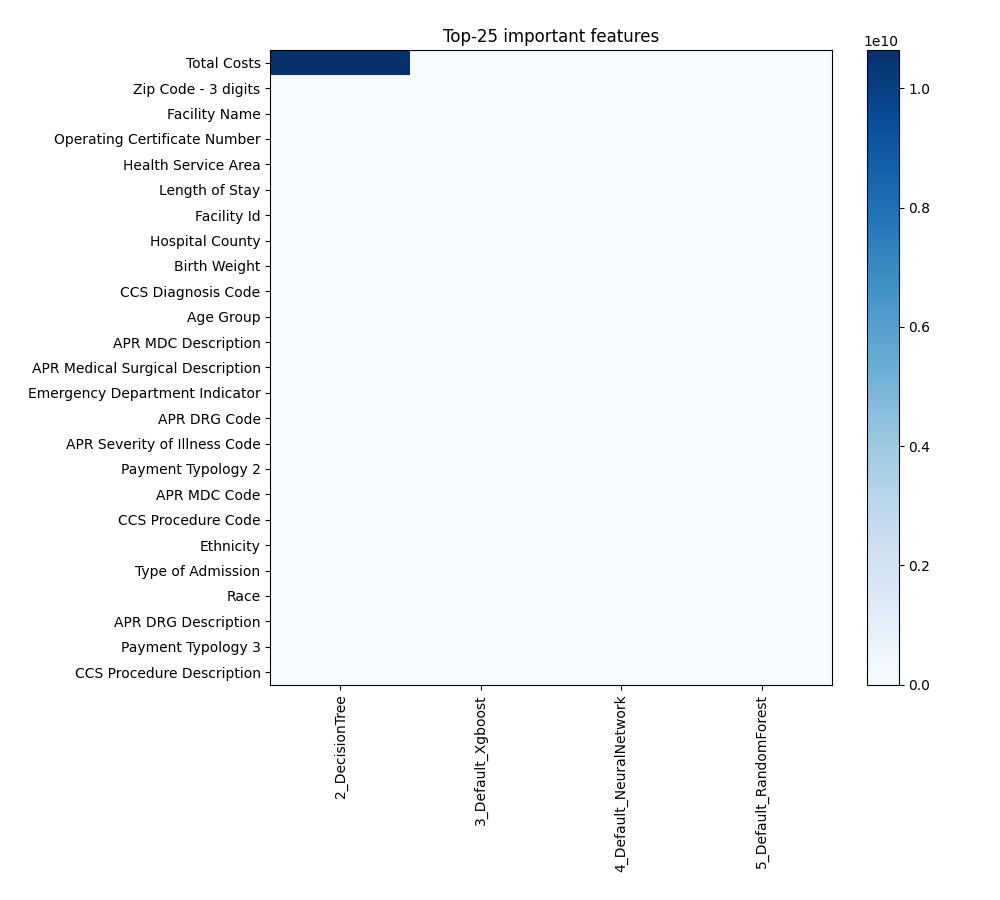 Top-25 important features
1e10
Total Costs
Zip Code - 3 digits
Facility Name
Operating Certificate Number
Health Service Area
Length of Stay
Facility Id
Hospital County
Birth Weight
CCS Diagnosis Code
Age Group
APR MDC Description
APR Medical Surgical Description
Emergency Department Indicator
APR DRG Code
APR Severity of Illness Code
Payment Typology 2
APR MDC Code
CCS Procedure Code
Ethnicity
Type of Admission
Race
APR DRG Description
Payment Typology 3
CCS Procedure Description
1.0
0.8
0.6
0.4
0.2
0.0
2_DecisionTree
3_Default_Xgboost
4_Default_NeuralNetwork
5_Default_RandomForest